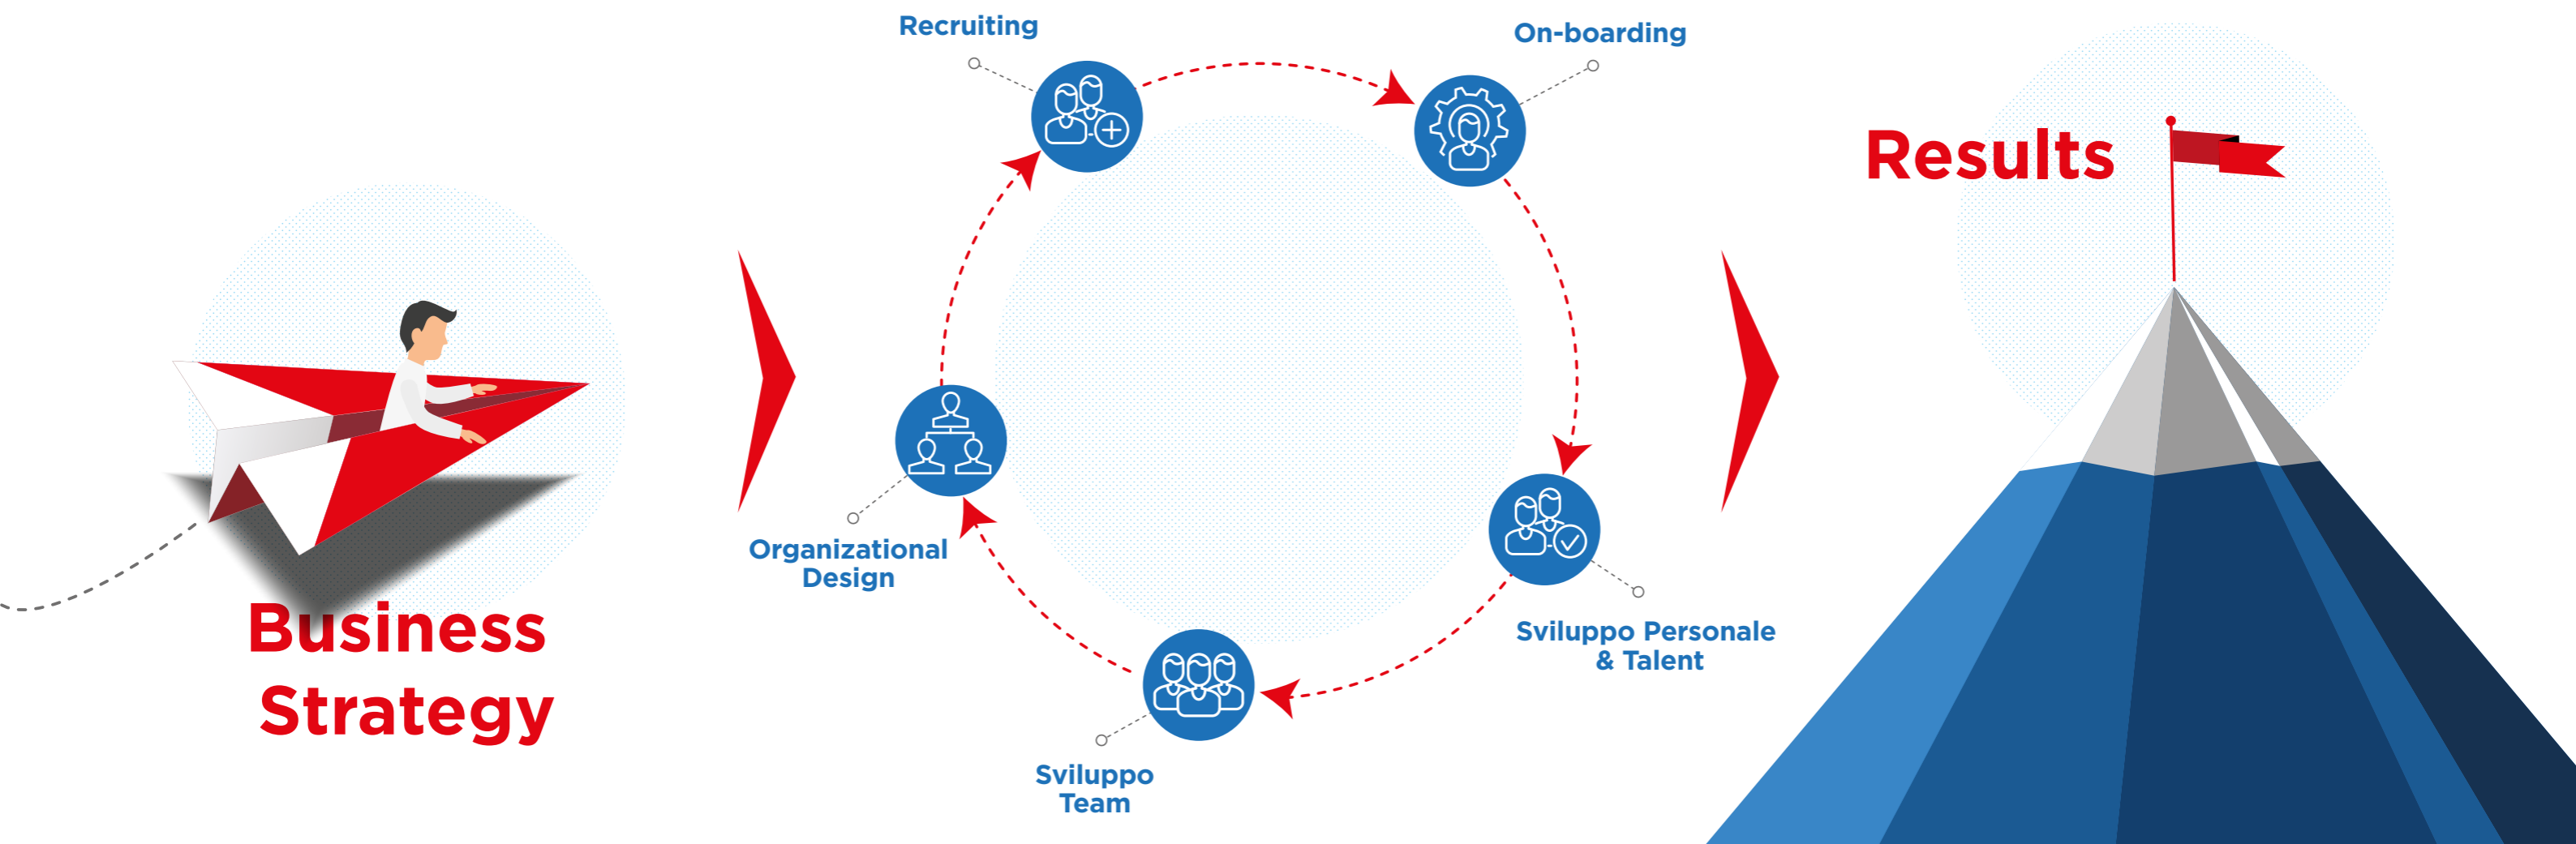 Business
Strategy
Recruiting
On-boarding
Sviluppo Personale
& Talent
Sviluppo
Team
Organizational
Design
Results